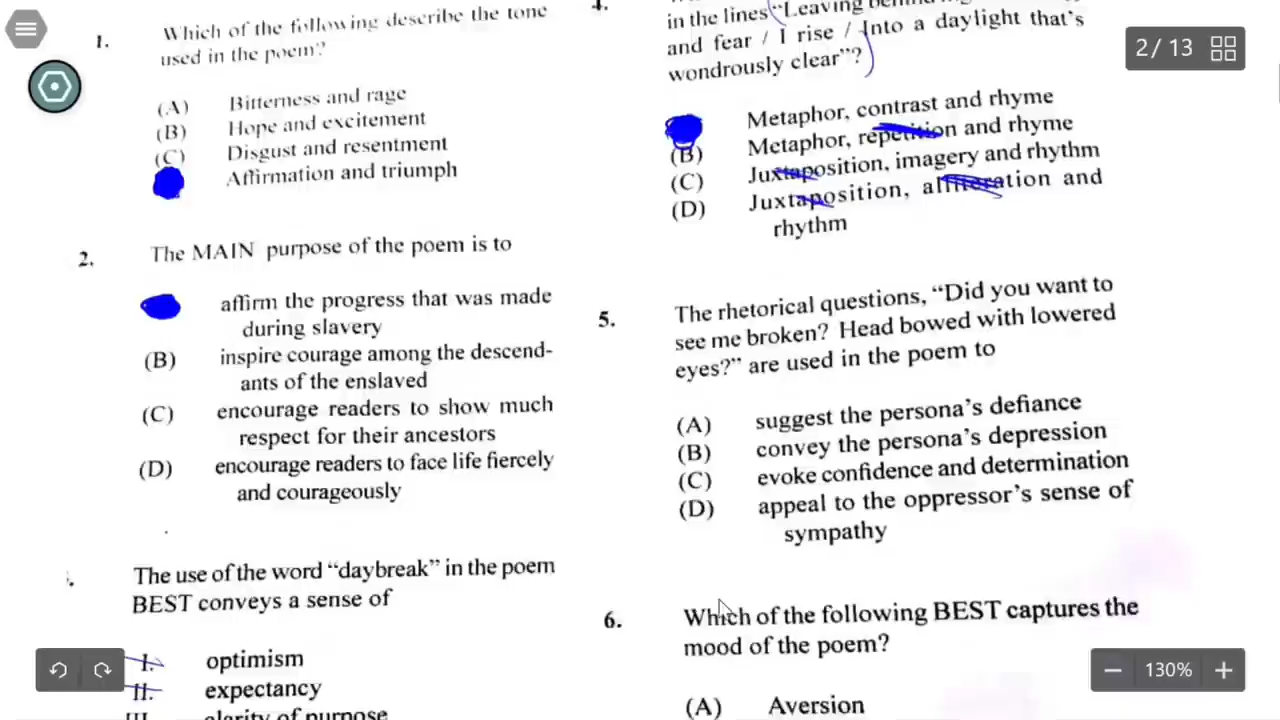 1. Which of the following describe the tone
used in the poem?
(A) Bitterness and rage
(B) Hope and excitement
(C) Disgust and resentment
Affirmation and triumph
2. The MAIN purpose of the poem is to
affirm the progress that was made
during slavery
(B) inspire courage among the descend-
ants of the enslaved
(C) encourage readers to show much
respect for their ancestors
(D) encourage readers to face life fiercely
and courageously
The use of the word “daybreak” in the poem
BEST conveys a sense of
I. optimism
II. expectancy
III. clarity of purpose
4.
in the lines “Leaving
and fear / I rise / Into a daylight that’s
wondrously clear”?
Metaphor, contrast and rhyme
(B) Metaphor, repetition and rhyme
(C) Juxtaposition, imagery and rhythm
(D) Juxtaposition, alliteration and
rhythm
5. The rhetorical questions, “Did you want to
see me broken? Head bowed with lowered
eyes?” are used in the poem to
(A) suggest the persona’s defiance
(B) convey the persona’s depression
(C) evoke confidence and determination
(D) appeal to the oppressor’s sense of
sympathy
6. Which of the following BEST captures the
mood of the poem?
(A) Aversion
2 / 13
130%